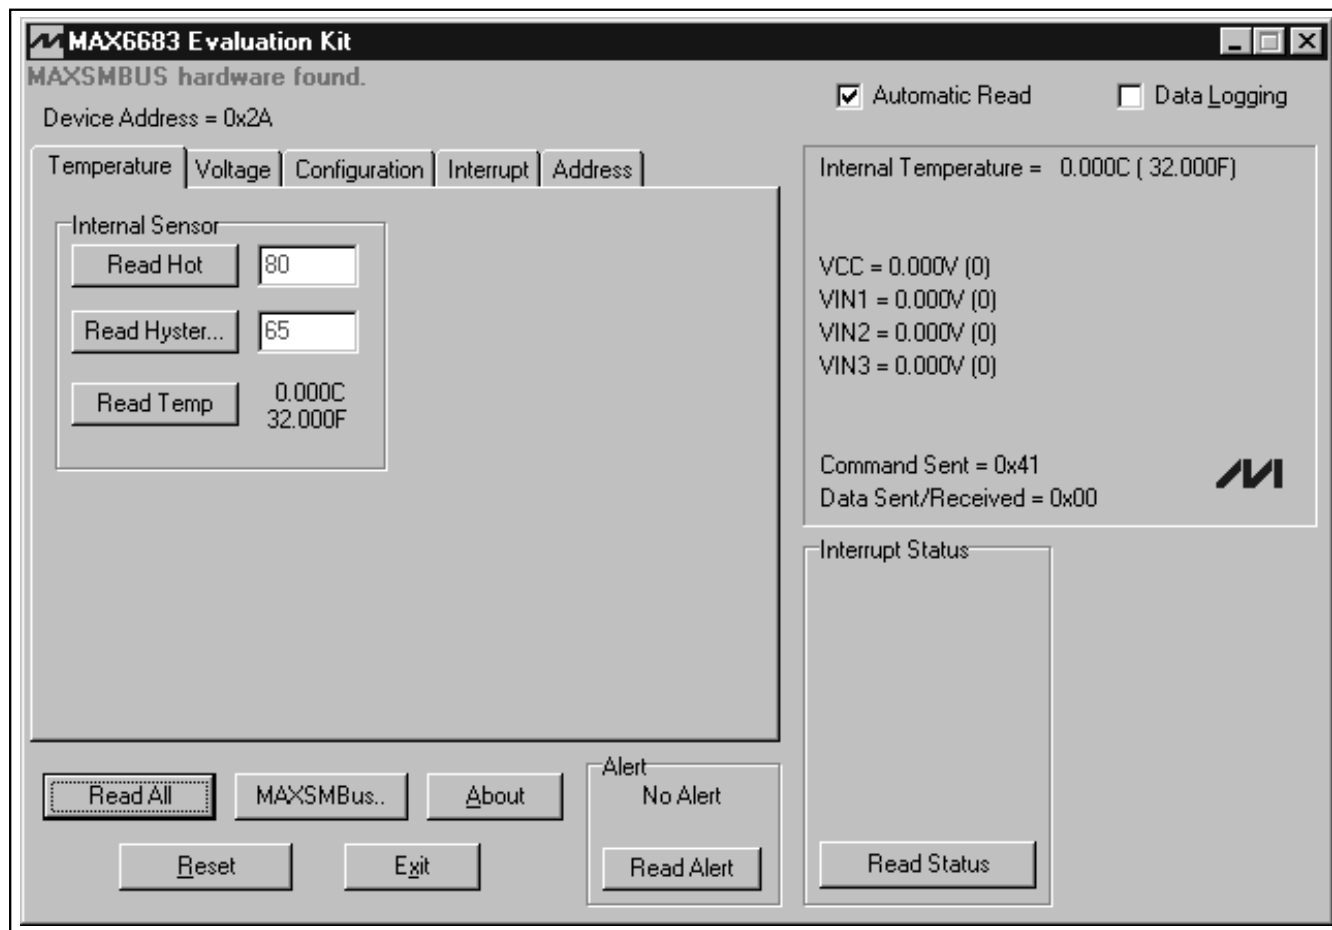 MAX6683 Evaluation Kit
MAXSMBUS hardware found.
Automatic Read
Data Logging
Device Address = 0x2A
Temperature
Voltage
Configuration
Interrupt
Address
Internal Sensor
Read Hot
80
Read Hyster...
65
Read Temp
0.000C
32.000F
Internal Temperature = 0.000C ( 32.000F)
VCC = 0.000V (0)
VIN1 = 0.000V (0)
VIN2 = 0.000V (0)
VIN3 = 0.000V (0)
Command Sent = 0x41
Data Sent/Received = 0x00
Interrupt Status
Read Status
Read All
MAXSMBus..
About
Reset
Exit
Alert
No Alert
Read Alert